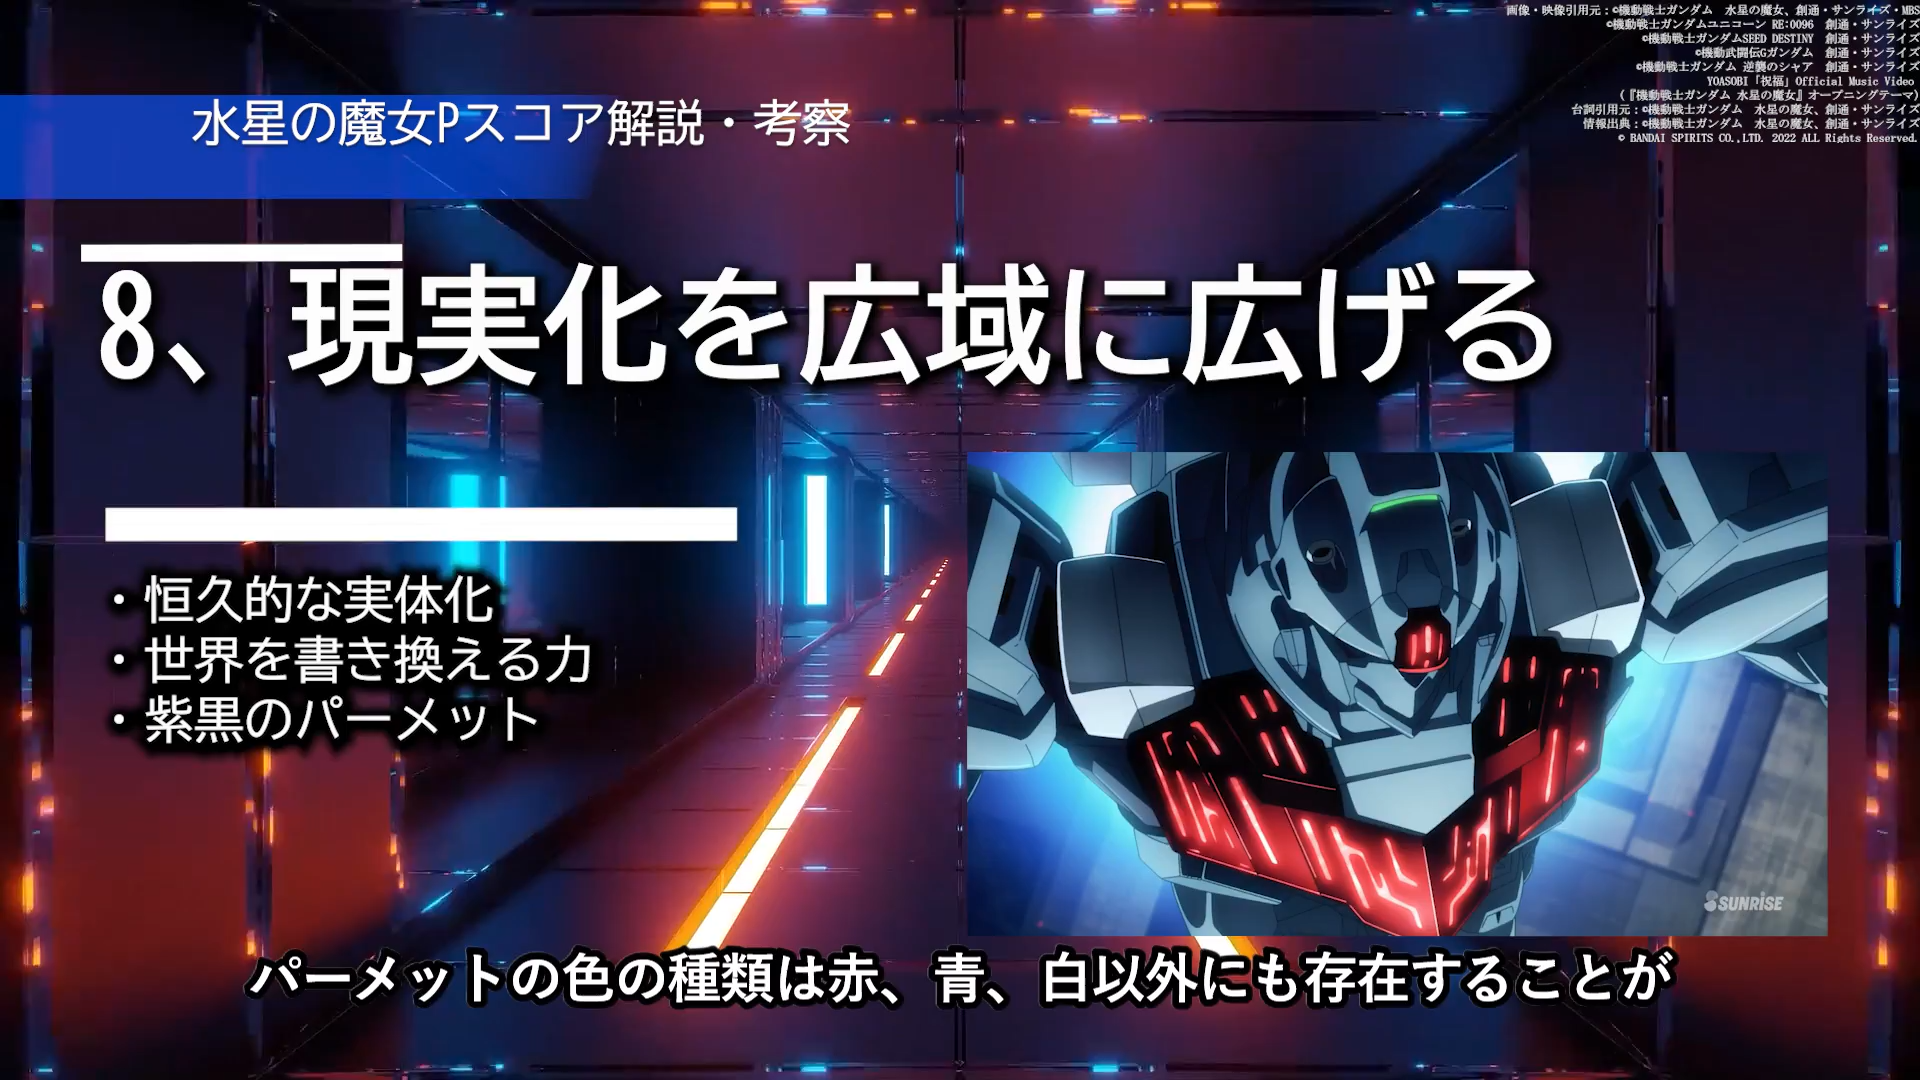 画像・映像引用元：©機動戦士ガンダム　水星の魔女、創通・サンライズ・MBS
©機動戦士ガンダムユニコーン RE:0096　創通・サンライズ
©機動戦士ガンダムSEED DESTINY　創通・サンライズ
©機動武闘伝Gガンダム　創通・サンライズ
©機動戦士ガンダム 逆襲のシャア　創通・サンライズ
YOASOBI「祝福」Official Music Video
(『機動戦士ガンダム 水星の魔女』オープニングテーマ)
台詞引用元：©機動戦士ガンダム　水星の魔女、創通・サンライズ
情報出典：©機動戦士ガンダム　水星の魔女、創通・サンライズ
© BANDAI SPIRITS CO.,LTD. 2022 ALL Rights Reserved.
水星の魔女Pスコア解説・考察
8、現実化を広域に広げる
・恒久的な実体化
・世界を書き換える力
・紫黒のパーメット
SUNRISE
パーメットの色の種類は赤、青、白以外にも存在することが